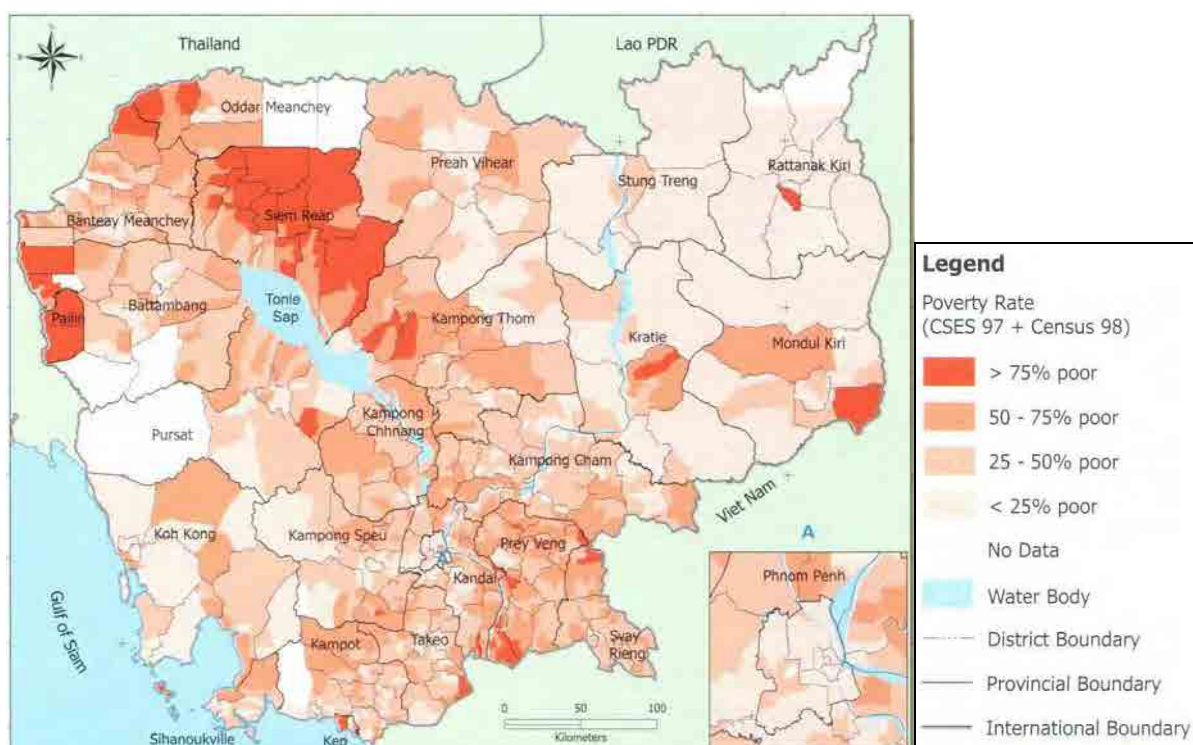 Thailand
Lao PDR
Oddar Meanchey
Preah Vihear
Stung Treng
Rattanak Kiri
Banteay Meanchey
Siem Reap
Pailin
Battambang
Tonle
Sap
Kampong Thom
Kratie
Mondul Kiri
Pursat
Kampong
Chhnang
Kampong Cham
Viet Nam
Koh Kong
Kampong Speu
Prey Veng
A
Kandal
Gulf of Siam
Kampot
Takeo
Svay
Rieng
Sihanoukville
Kep
0 50 100
Kilometers
A
Phnom Penh
Legend
Poverty Rate
(CSES 97 + Census 98)
> 75% poor
50 - 75% poor
25 - 50% poor
< 25% poor
No Data
Water Body
District Boundary
Provincial Boundary
International Boundary